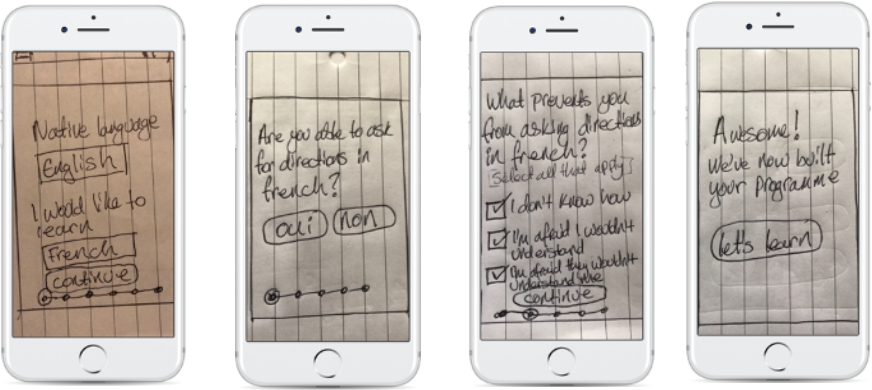 Native language
English
I would like to
learn
French
continue
Are you able to ask
for directions in
french?
oui non
What prevents you
from asking directions
in french?
[Select all that apply]
I don't know how
I'm afraid I wouldn't
understand
I'm afraid they wouldn't
understand me
continue
Awesome!
we've now built
your programme
let's learn